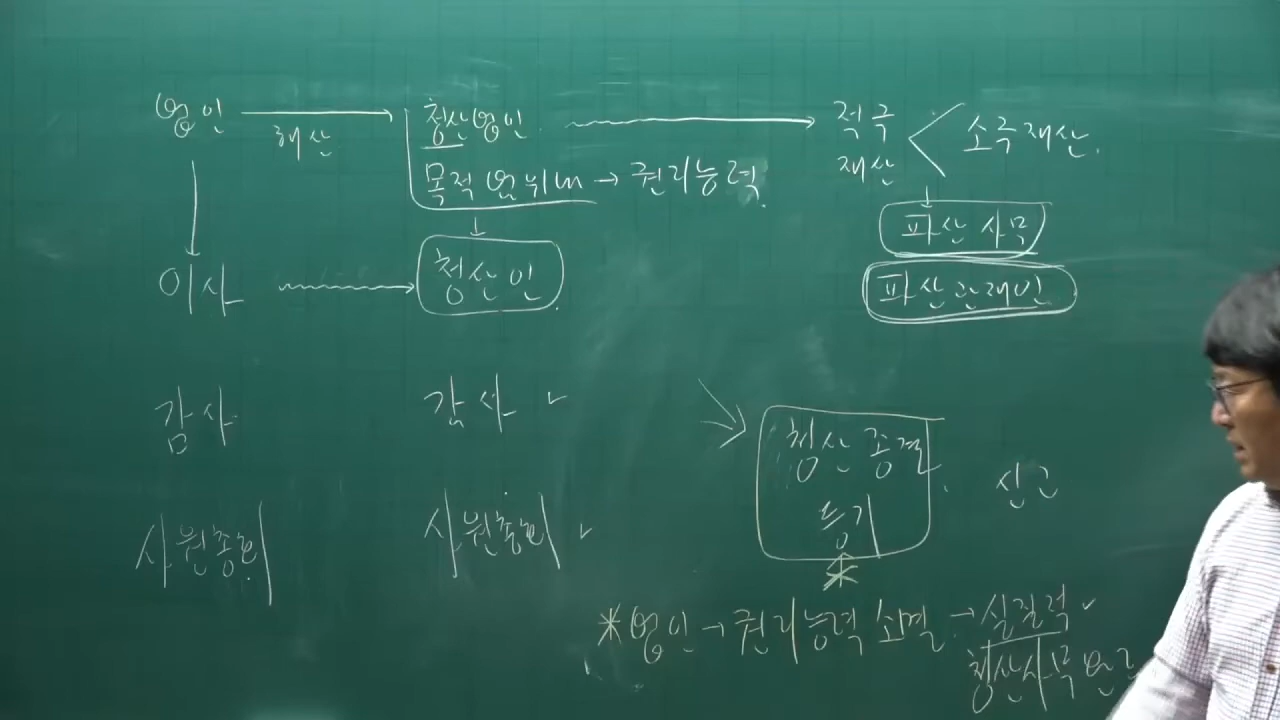 법인 → 해산 청산법인 → 적극
재산 < 소극재산.
목적 범위 내 → 권리능력.
파산 사무
이사 → 청산인.
파산관재인
감사 감사 ✓
청산 종결. 신고
등기
사원총회 사원총회 ✓
※ 법인 → 권리능력 소멸 → 실질적 ✓
청산사무